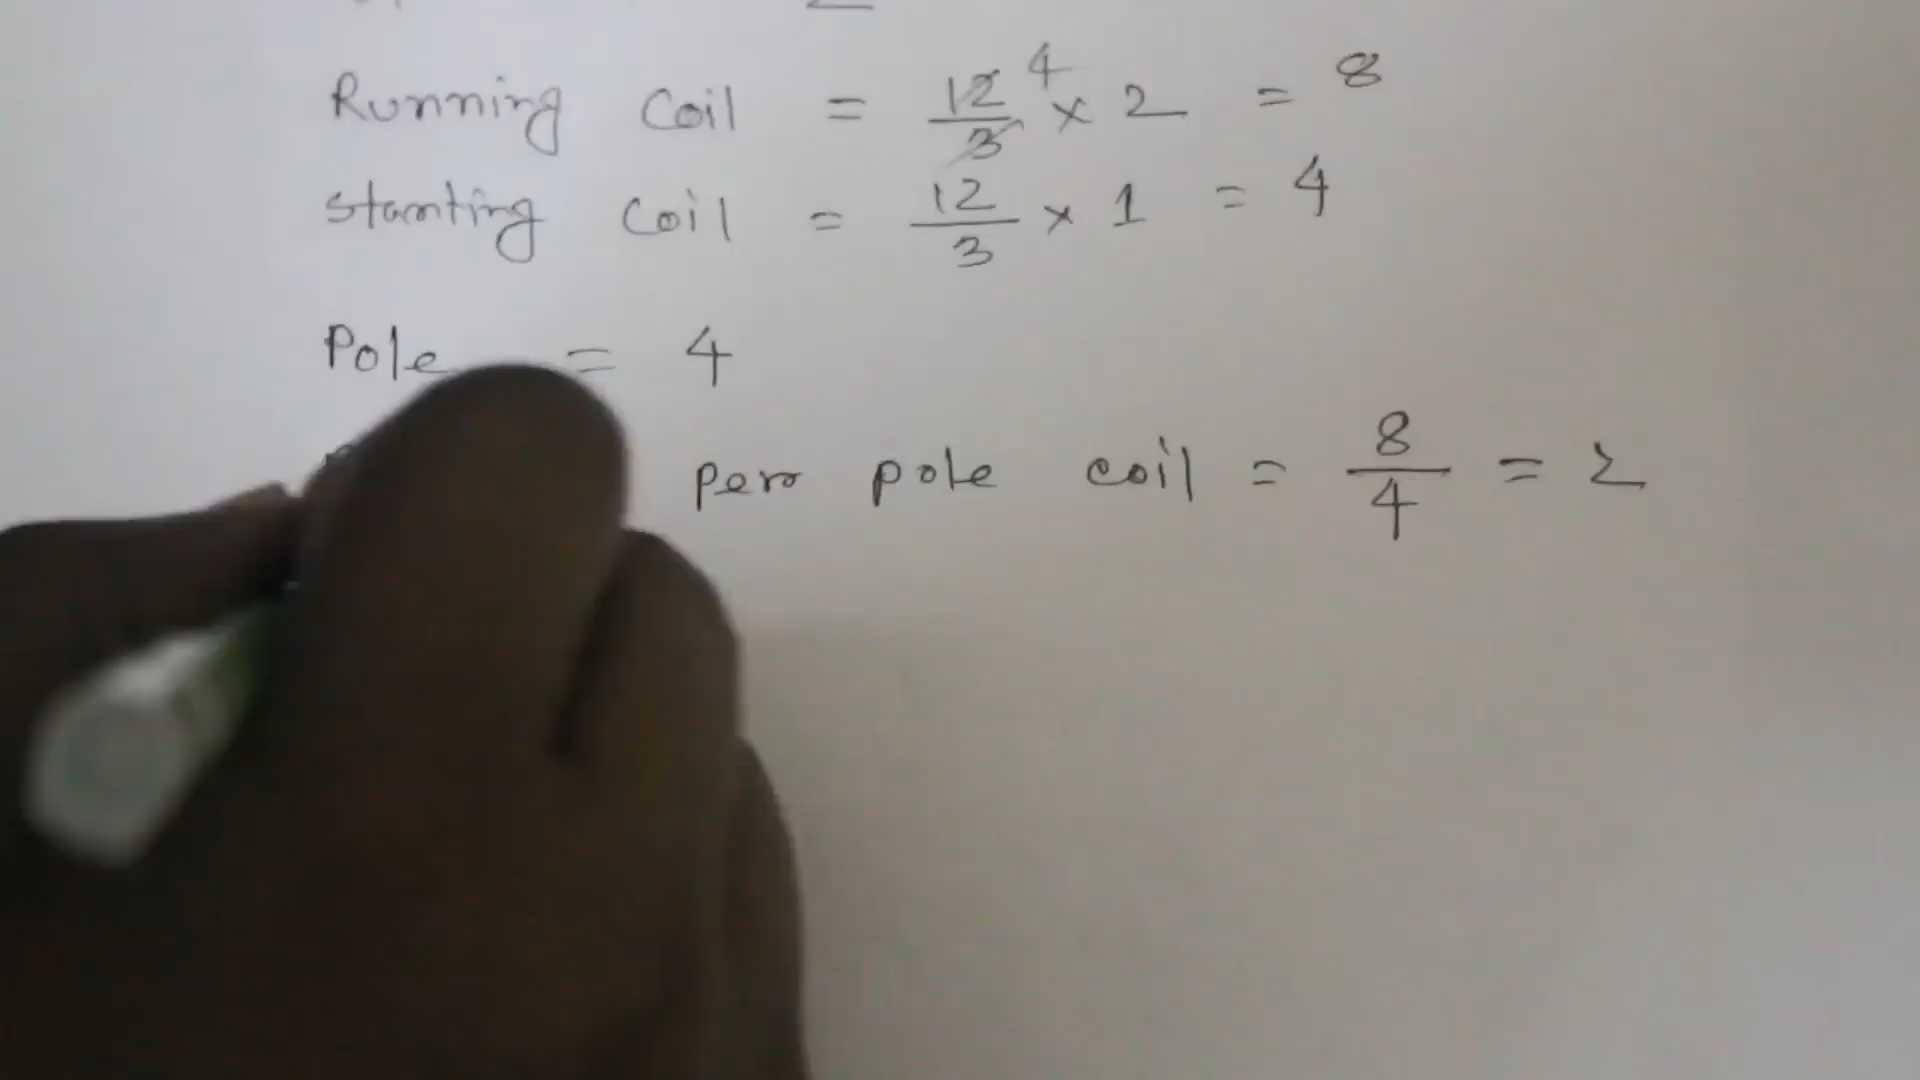 Running Coil = 12/3 4 x 2 = 8
starting Coil = 12/3 x 1 = 4
Pole = 4
per pole coil = 8/4 = 2